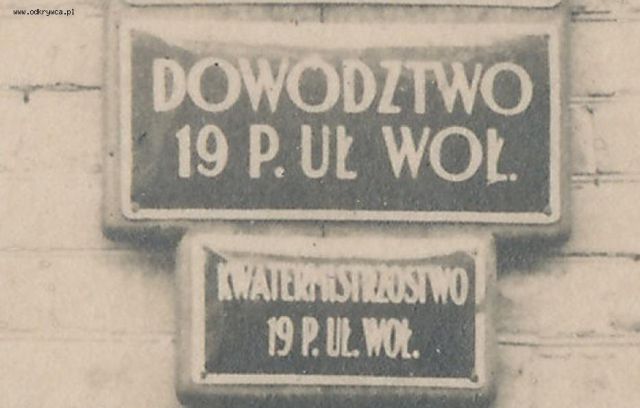 www.odkrywca.pl
DOWODZTWO
19 P. UŁ WOŁ.
KWATERMISTRZOSTWO
19 P. UŁ. WOŁ.